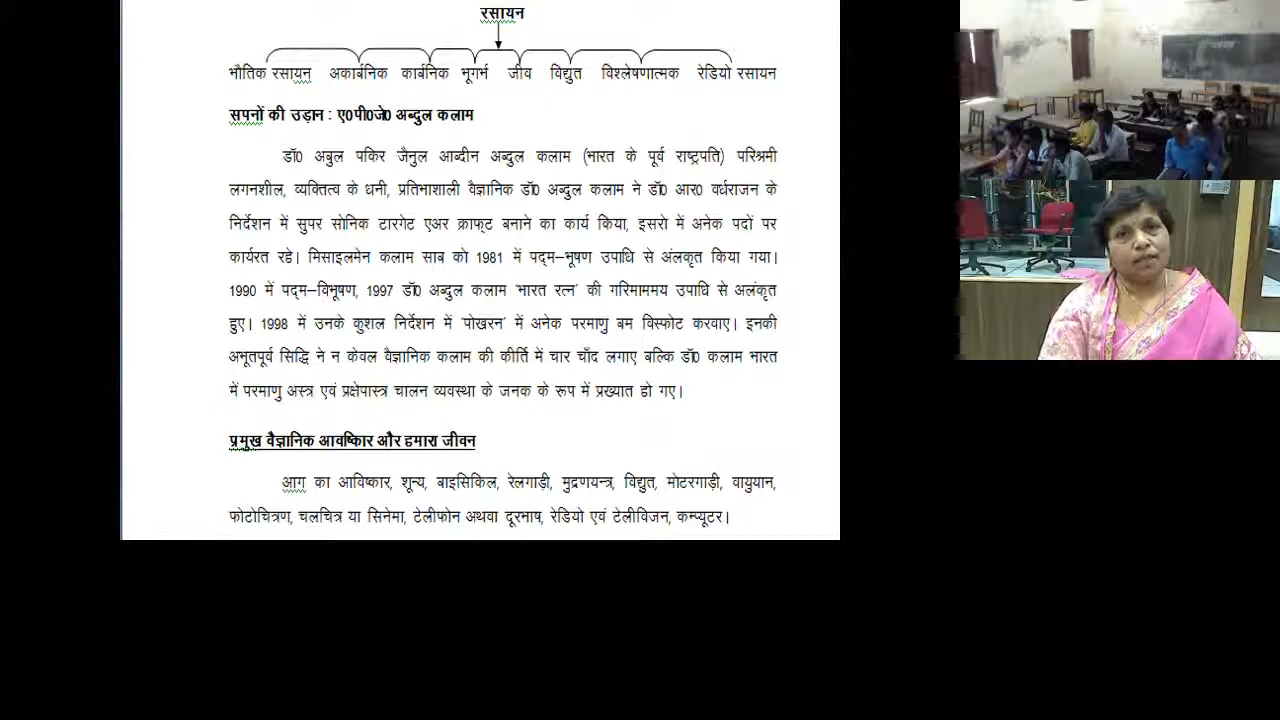 रसायन
भौतिक रसायन अकार्बनिक कार्बनिक भूगर्भ जीव विद्युत विश्लेषणात्मक रेडियो रसायन
सपनों की उड़ान : ए0पी0जे0 अब्दुल कलाम
डॉ0 अबुल पकिर जैनुल आब्दीन अब्दुल कलाम (भारत के पूर्व राष्ट्रपति) परिश्रमी
लगनशील, व्यक्तित्व के धनी, प्रतिभाशाली वैज्ञानिक डॉ0 अब्दुल कलाम ने डॉ0 आर0 वर्धराजन के
निर्देशन में सुपर सोनिक टारगेट एअर क्राफ्ट बनाने का कार्य किया, इसरो में अनेक पदों पर
कार्यरत रहे। मिसाइलमेन कलाम साब को 1981 में पद्म–भूषण उपाधि से अंलकृत किया गया।
1990 में पद्म–विभूषण, 1997 डॉ0 अब्दुल कलाम 'भारत रत्न' की गरिमाममय उपाधि से अलंकृत
हुए। 1998 में उनके कुशल निर्देशन में 'पोखरन' में अनेक परमाणु बम विस्फोट करवाए। इनकी
अभूतपूर्व सिद्धि ने न केवल वैज्ञानिक कलाम की कीर्ति में चार चाँद लगाए बल्कि डॉ0 कलाम भारत
में परमाणु अस्त्र एवं प्रक्षेपास्त्र चालन व्यवस्था के जनक के रूप में प्रख्यात हो गए।
प्रमुख वैज्ञानिक आवष्किार और हमारा जीवन
आग का आविष्कार, शून्य, बाइसिकिल, रेलगाड़ी, मुद्रणयन्त्र, विद्युत, मोटरगाड़ी, वायुयान,
फोटोचित्रण, चलचित्र या सिनेमा, टेलीफोन अथवा दूरभाष, रेडियो एवं टेलीविजन, कम्प्यूटर।